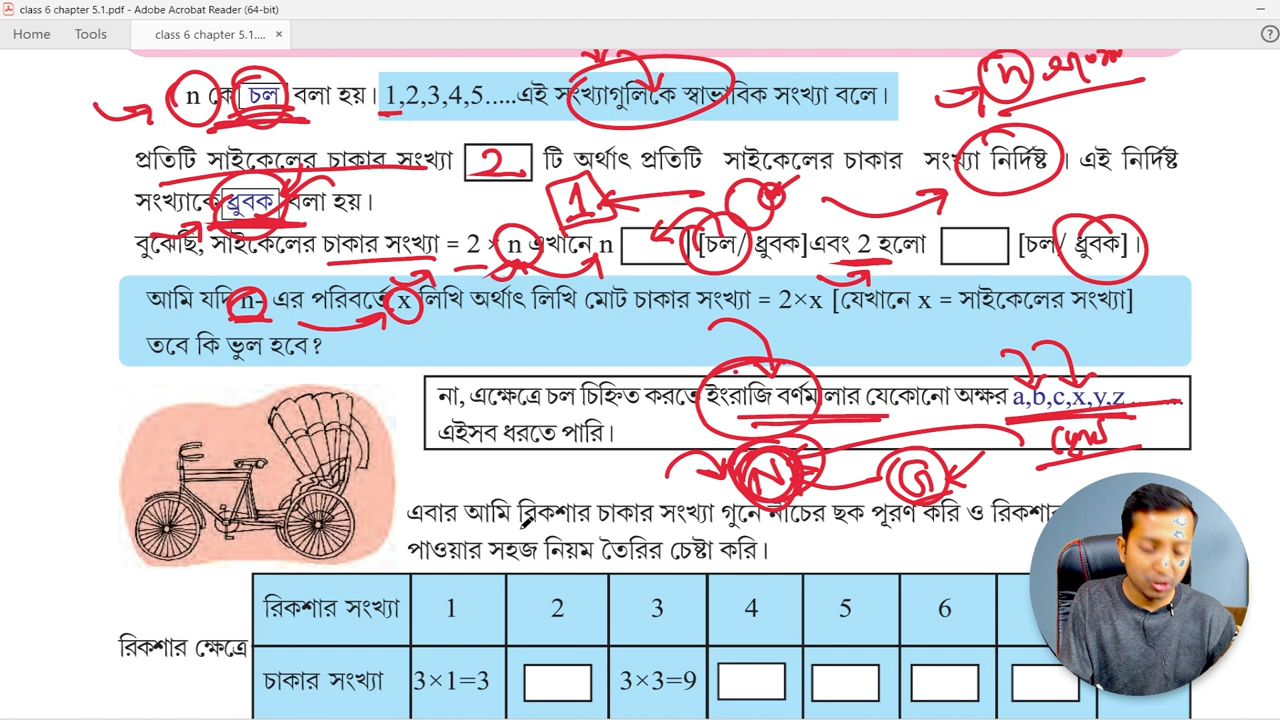 class 6 chapter 5.1.pdf - Adobe Acrobat Reader (64-bit)
Home Tools class 6 chapter 5.1.... × ?
n কে চল বলা হয়। 1,2,3,4,5.....এই সংখ্যাগুলিকে স্বাভাবিক সংখ্যা বলে। n
প্রতিটি সাইকেলের চাকার সংখ্যা 2 টি অর্থাৎ প্রতিটি সাইকেলের চাকার সংখ্যা নির্দিষ্ট। এই নির্দিষ্ট
সংখ্যাকে ধ্রুবক বলা হয়। 1
বুঝেছি, সাইকেলের চাকার সংখ্যা = 2 × n এখানে n [চল/ ধ্রুবক]এবং 2 হলো [চল/ ধ্রুবক]।
আমি যদি n- এর পরিবর্তে x লিখি অর্থাৎ লিখি মোট চাকার সংখ্যা = 2×x [যেখানে x = সাইকেলের সংখ্যা]
তবে কি ভুল হবে?
না, এক্ষেত্রে চল চিহ্নিত করতে ইংরাজি বর্ণমালার যেকোনো অক্ষর a,b,c,x,y,z..........
এইসব ধরতে পারি।
N G
এবার আমি রিকশার চাকার সংখ্যা গুনে নীচের ছক পূরণ করি ও রিকশার
পাওয়ার সহজ নিয়ম তৈরির চেষ্টা করি।
রিকশার সংখ্যা 1 2 3 4 5 6
রিকশার ক্ষেত্রে
চাকার সংখ্যা 3×1=3 3×3=9